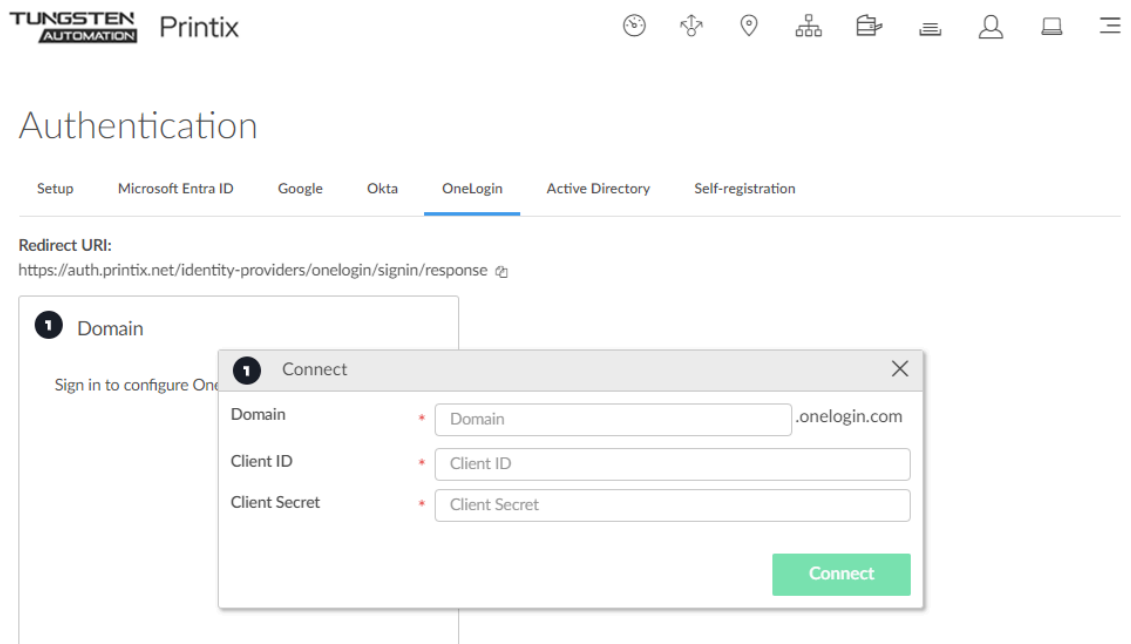 TUNGSTEN
AUTOMATION
Printix
Authentication
Setup Microsoft Entra ID Google Okta OneLogin Active Directory Self-registration
Redirect URI:
https://auth.printix.net/identity-providers/onelogin/signin/response
1 Domain
Sign in to configure
1 Connect
Domain * Domain .onelogin.com
Client ID * Client ID
Client Secret * Client Secret
Connect